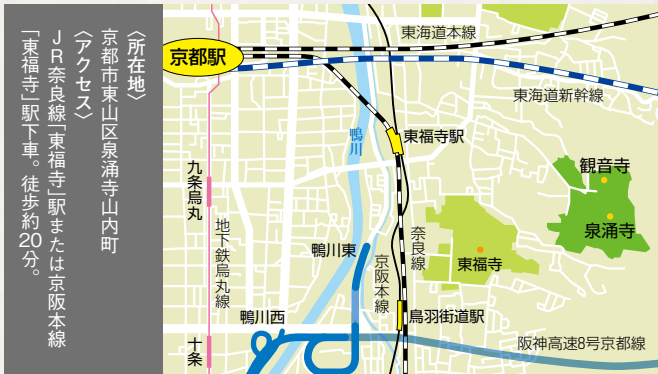 〈所在地〉
京都市東山区泉涌寺山内町
〈アクセス〉
JR奈良線「東福寺」駅または京阪本線
「東福寺」駅下車。徒歩約20分。
京都駅
東海道本線
東海道新幹線
鴨川
東福寺駅
観音寺
泉涌寺
九条烏丸
地下鉄烏丸線
鴨川東
京阪本線
奈良線
東福寺
鴨川西
鳥羽街道駅
十条
阪神高速8号京都線